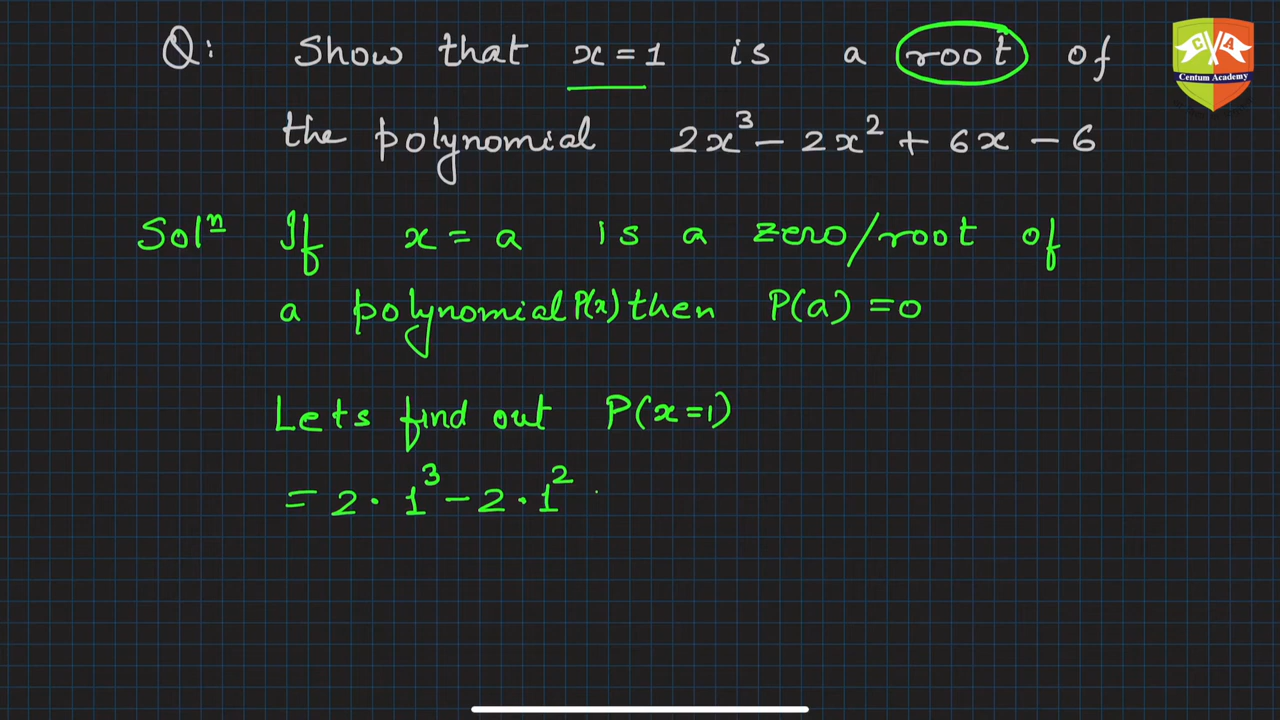 Q: Show that x = 1 is a root of
the polynomial 2x³ – 2x² + 6x – 6
Solⁿ If x = a is a zero/root of
a polynomial P(x) then P(a) = 0
Lets find out P(x=1)
= 2 · 1³ – 2 · 1²
C A
Centum Academy